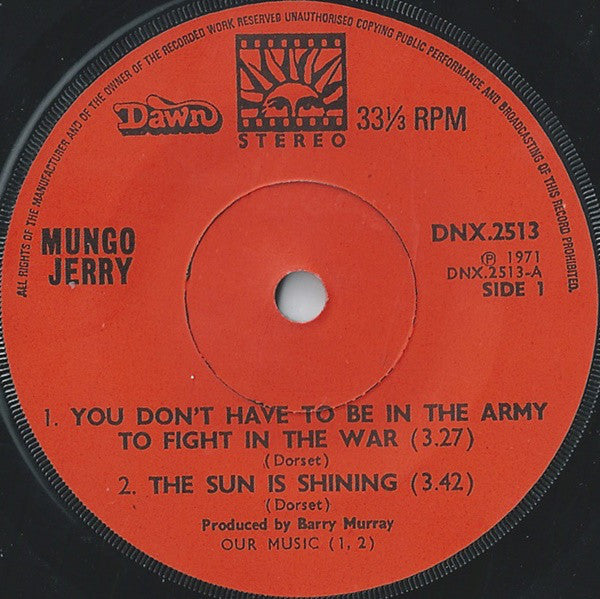 ALL RIGHTS OF THE MANUFACTURER AND OF THE OWNER OF THE RECORDED WORK RESERVED UNAUTHORISED COPYING PUBLIC PERFORMANCE AND BROADCASTING OF THIS RECORD PROHIBITED.
Dawn
STEREO
33⅓ RPM
MUNGO
JERRY
DNX.2513
Ⓟ 1971
DNX.2513-A
SIDE 1
1. YOU DON'T HAVE TO BE IN THE ARMY
TO FIGHT IN THE WAR (3.27)
(Dorset)
2. THE SUN IS SHINING (3.42)
(Dorset)
Produced by Barry Murray
OUR MUSIC (1, 2)